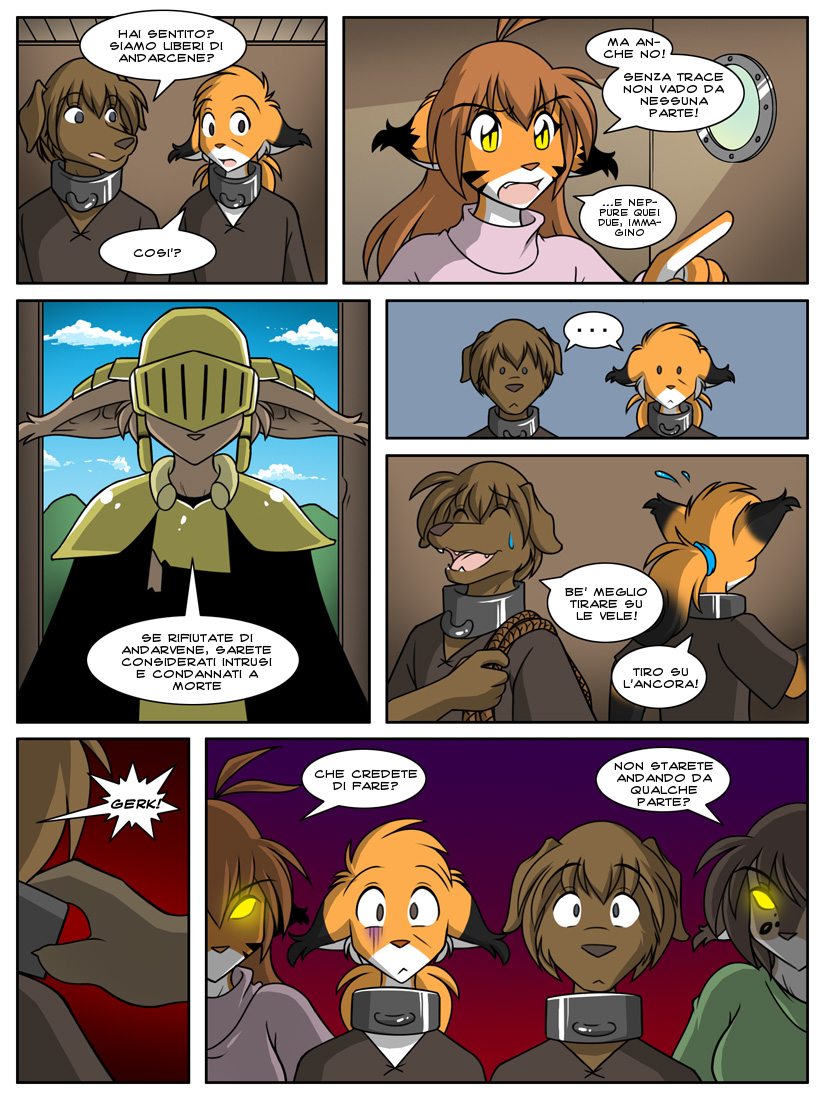 HAI SENTITO?
SIAMO LIBERI DI
ANDARCENE?
COSI'?
MA AN-
CHE NO!
SENZA TRACE
NON VADO DA
NESSUNA
PARTE!
...E NEP-
PURE QUEI
DUE, IMMA-
GINO
SE RIFIUTATE DI
ANDARVENE, SARETE
CONSIDERATI INTRUSI
E CONDANNATI A
MORTE
...
BE' MEGLIO
TIRARE SU
LE VELE!
TIRO SU
L'ANCORA!
GERK!
CHE CREDETE
DI FARE?
NON STARETE
ANDANDO DA
QUALCHE
PARTE?